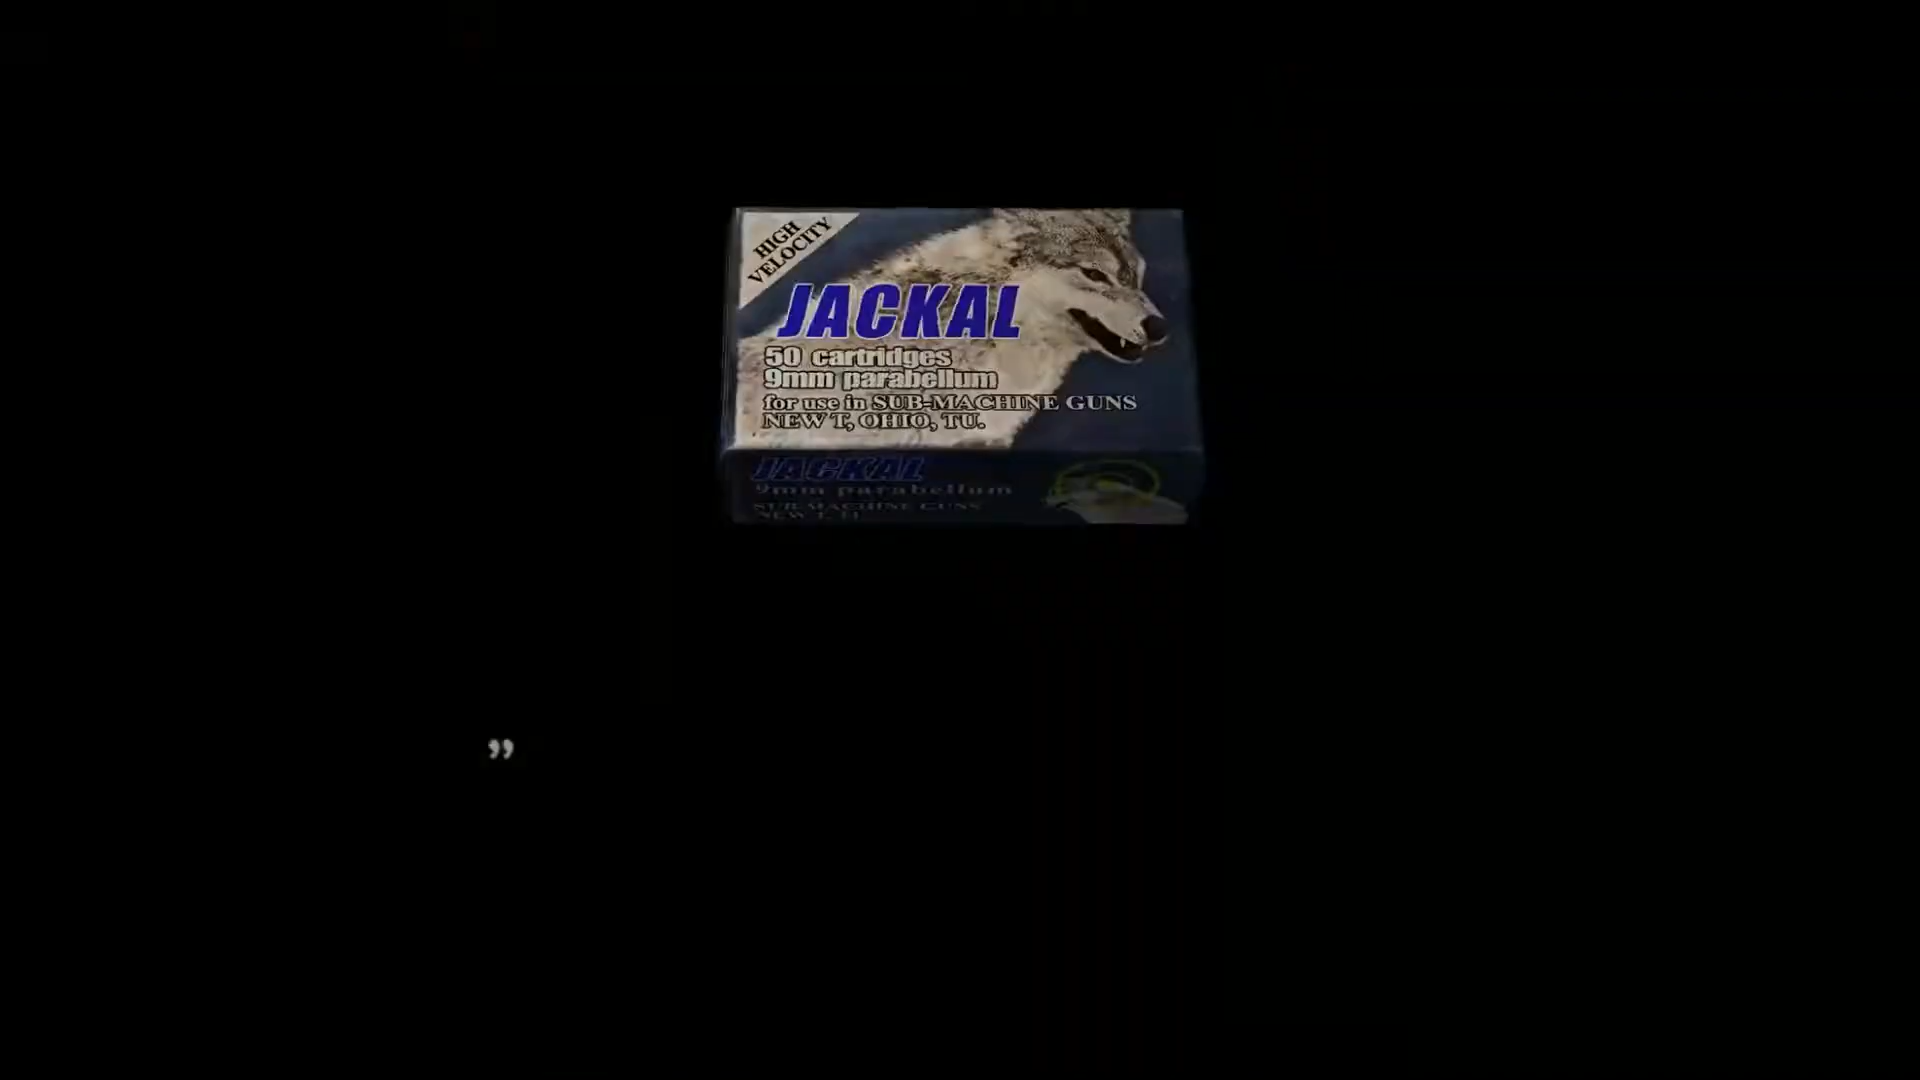 HIGH
VELOCITY
JACKAL
50 cartridges
9mm parabellum
for use in SUB-MACHINE GUNS
NEW T, OHIO, TU.
JACKAL
9mm parabellum
SUB-MACHINE GUNS
”